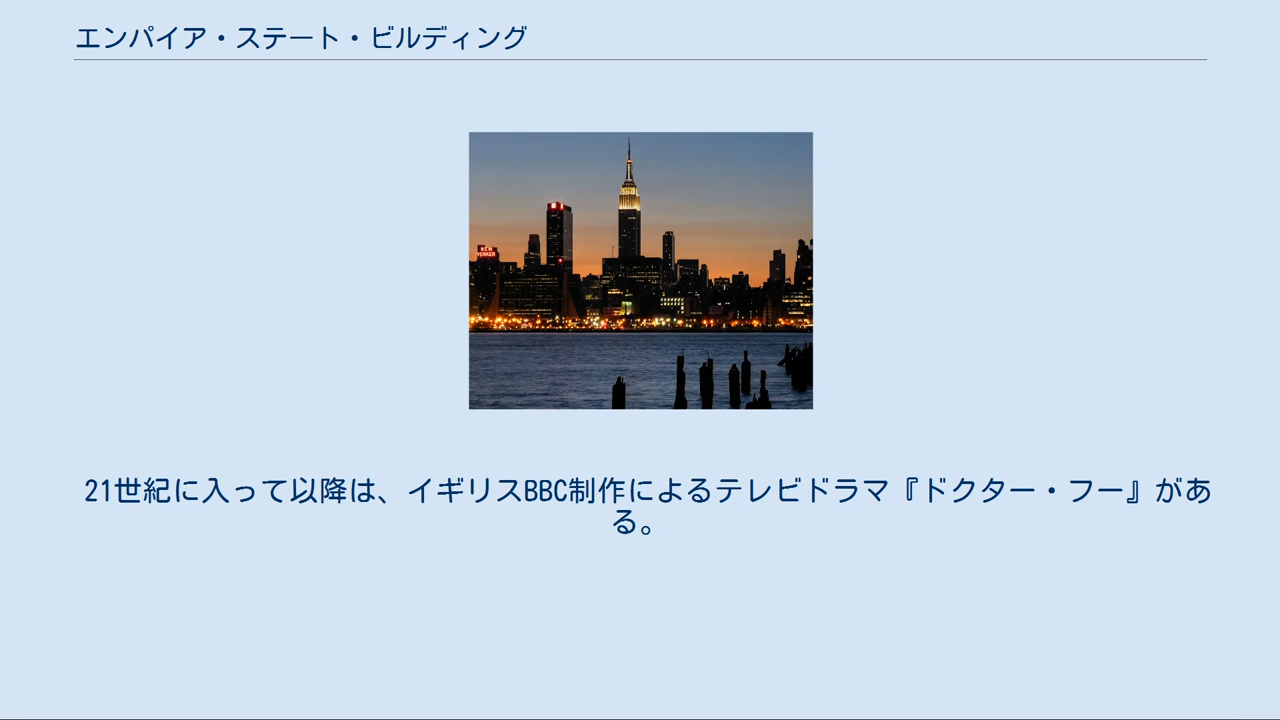 エンパイア・ステート・ビルディング
NEW
YORKER
21世紀に入って以降は、イギリスBBC制作によるテレビドラマ『ドクター・フー』があ
る。